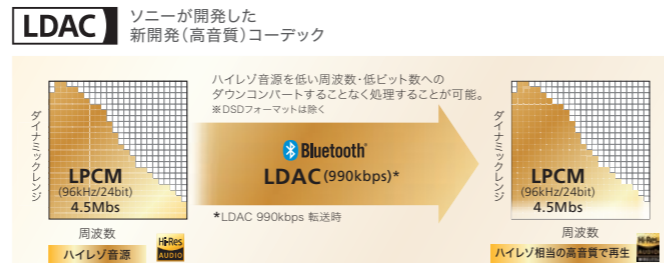 LDAC
ソニーが開発した
新開発（高音質）コーデック
ハイレゾ音源を低い周波数・低ビット数への
ダウンコンバートすることなく処理することが可能。
※DSDフォーマットは除く
ダイナミックレンジ
LPCM
(96kHz/24bit)
4.5Mbs
周波数
ハイレゾ音源
Hi-Res
AUDIO
Bluetooth®
LDAC(990kbps)*
*LDAC 990kbps 転送時
ダイナミックレンジ
LPCM
(96kHz/24bit)
4.5Mbs
周波数
ハイレゾ相当の高音質で再生
Hi-Res
AUDIO